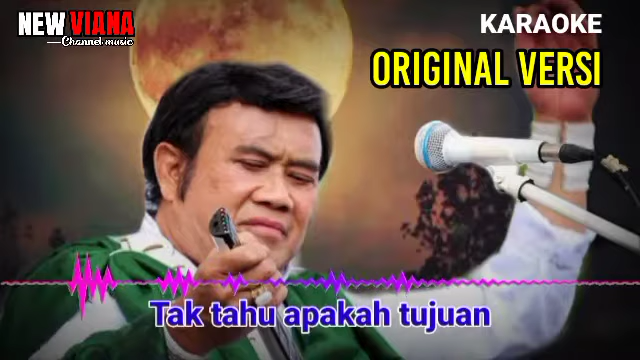 NEW VIANA
Channel music
KARAOKE
ORIGINAL VERSI
Tak tahu apakah tujuan